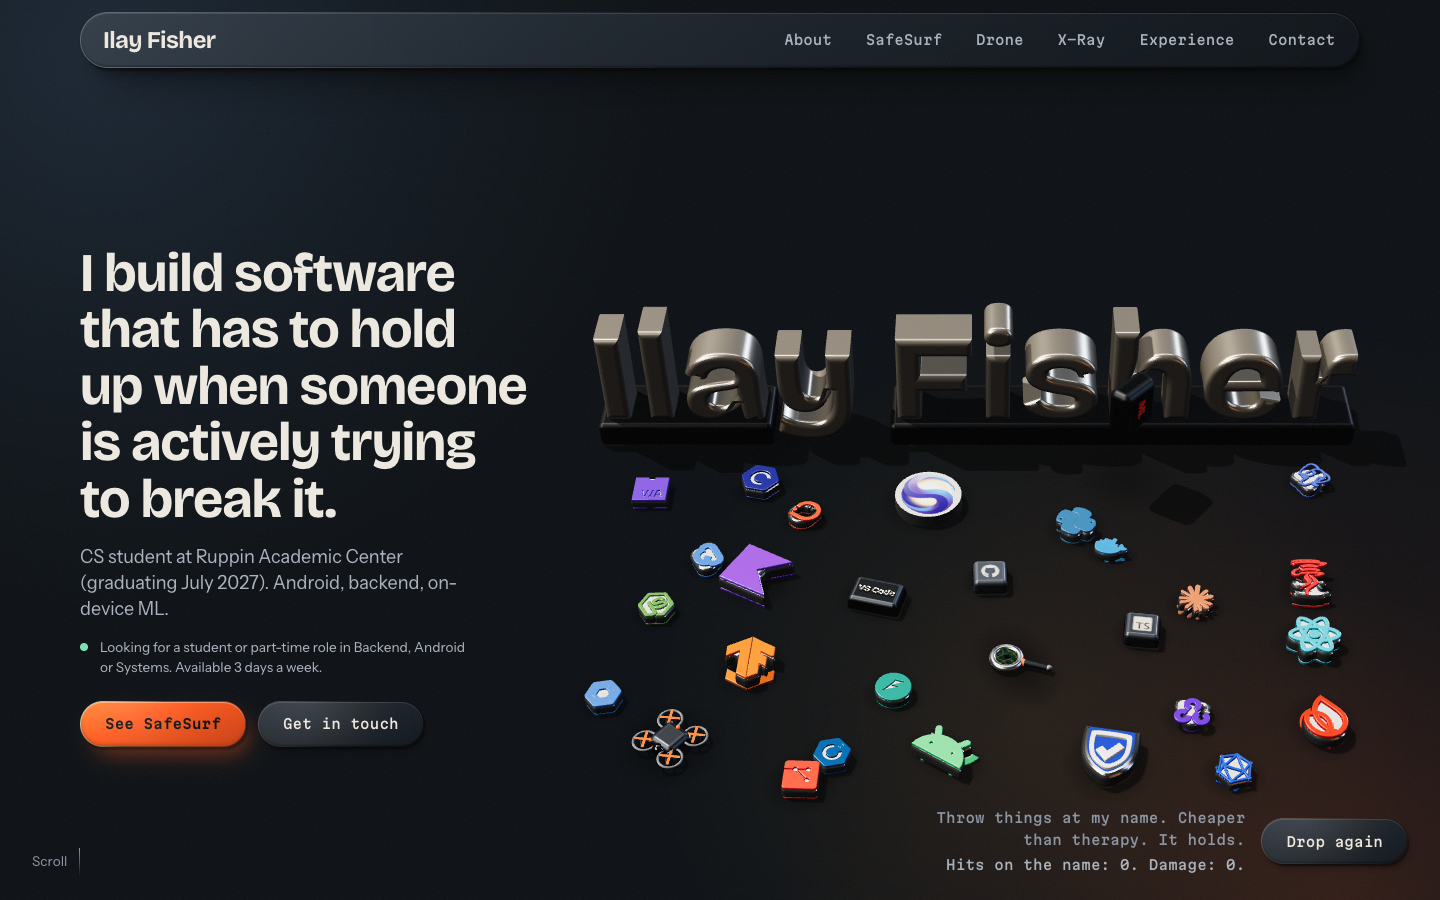 Ilay Fisher
About SafeSurf Drone X-Ray Experience Contact
I build software
that has to hold
up when someone
is actively trying
to break it.
CS student at Ruppin Academic Center
(graduating July 2027). Android, backend, on-
device ML.
Looking for a student or part-time role in Backend, Android
or Systems. Available 3 days a week.
See SafeSurf
Get in touch
Ilay Fisher
VS Code
TS
Throw things at my name. Cheaper
than therapy. It holds.
Hits on the name: 0. Damage: 0.
Drop again
Scroll